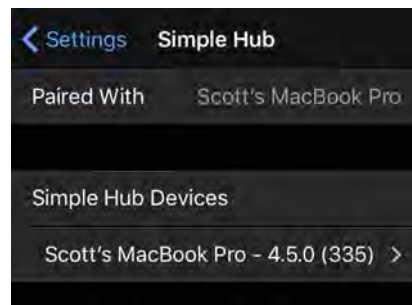 Settings Simple Hub
Paired With Scott's MacBook Pro
Simple Hub Devices
Scott's MacBook Pro - 4.5.0 (335)